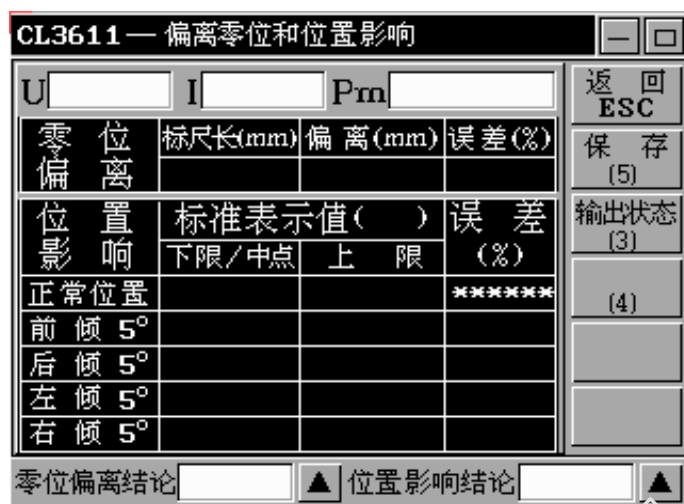 CL3611— 偏离零位和位置影响
U I Pm
零位偏离 标尺长(mm) 偏离(mm) 误差(%)
位置影响 标准表示值( ) 误差(%)
下限/中点 上限
正常位置 ******
前倾 5°
后倾 5°
左倾 5°
右倾 5°
零位偏离结论 ▲ 位置影响结论 ▲
返回
ESC
保存
(5)
输出状态
(3)
(4)